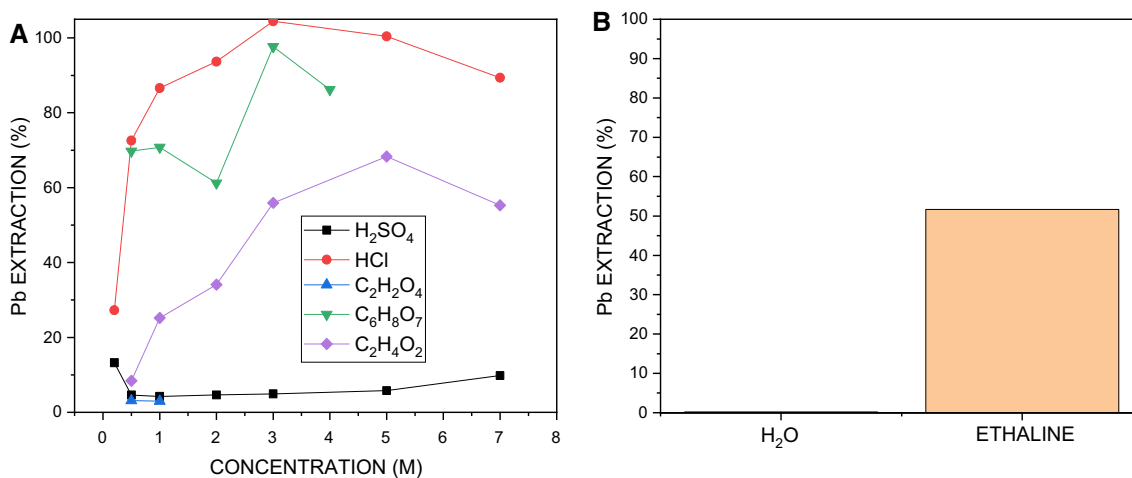 A
Pb EXTRACTION (%)
100
80
60
40
20
0
H₂SO₄
HCl
C₂H₂O₄
C₆H₈O₇
C₂H₄O₂
0 1 2 3 4 5 6 7 8
CONCENTRATION (M)
B
Pb EXTRACTION (%)
100
90
80
70
60
50
40
30
20
10
0
H₂O ETHALINE